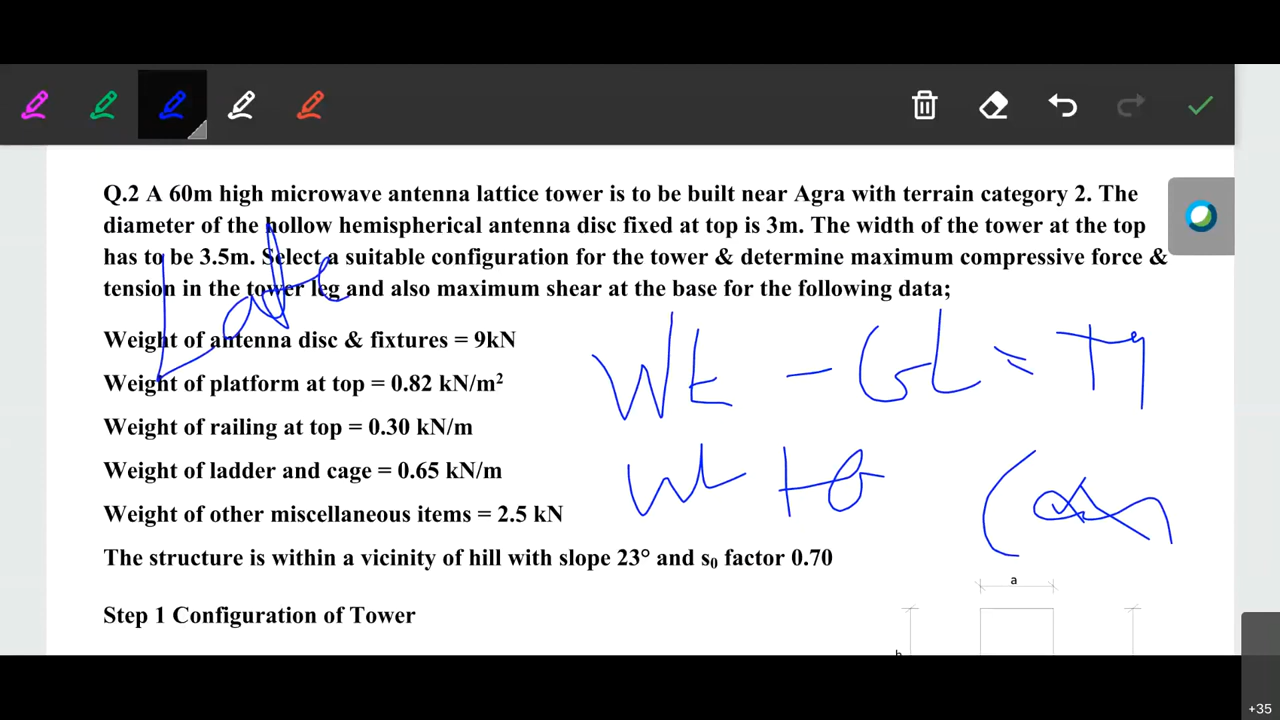 Q.2 A 60m high microwave antenna lattice tower is to be built near Agra with terrain category 2. The
diameter of the hollow hemispherical antenna disc fixed at top is 3m. The width of the tower at the top
has to be 3.5m. Select a suitable configuration for the tower & determine maximum compressive force &
tension in the tower leg and also maximum shear at the base for the following data;
Weight of antenna disc & fixtures = 9kN
Weight of platform at top = 0.82 kN/m²
Weight of railing at top = 0.30 kN/m
Weight of ladder and cage = 0.65 kN/m
Weight of other miscellaneous items = 2.5 kN
The structure is within a vicinity of hill with slope 23° and s₀ factor 0.70
Step 1 Configuration of Tower
a
+35